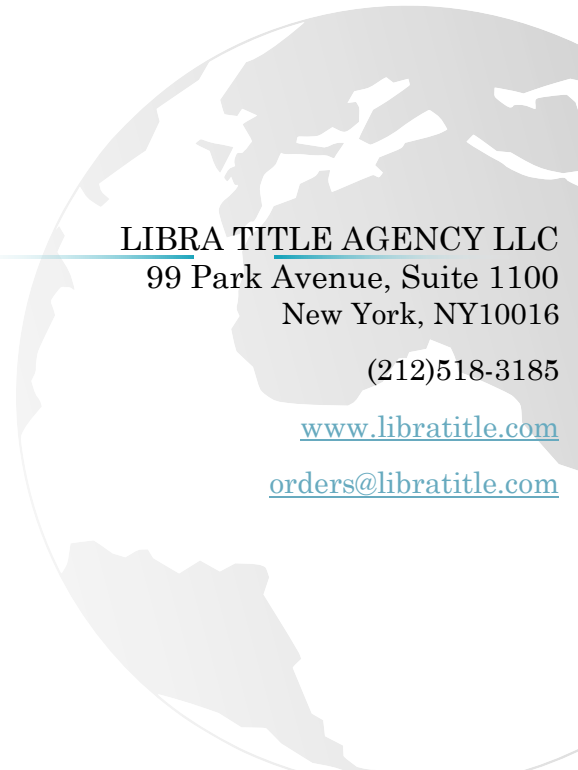 LIBRA TITLE AGENCY LLC
99 Park Avenue, Suite 1100
New York, NY10016
(212)518-3185
www.libratitle.com
orders@libratitle.com